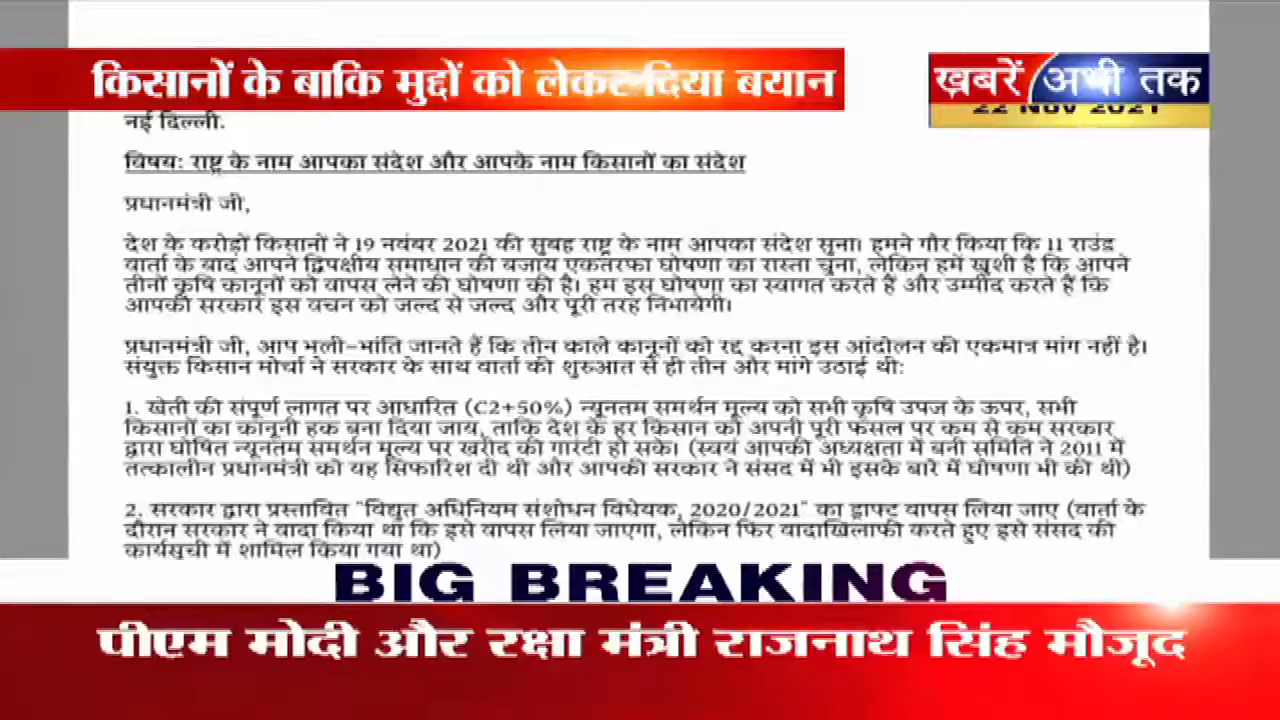 किसानों के बाकि मुद्दों को लेकर दिया बयान
ख़बरें अभी तक
22 NOV 2021
नई दिल्ली.
विषय: राष्ट्र के नाम आपका संदेश और आपके नाम किसानों का संदेश
प्रधानमंत्री जी,
देश के करोड़ों किसानों ने 19 नवंबर 2021 की सुबह राष्ट्र के नाम आपका संदेश सुना। हमने गौर किया कि 11 राउंड
वार्ता के बाद आपने द्विपक्षीय समाधान की बजाय एकतरफा घोषणा का रास्ता चुना, लेकिन हमें खुशी है कि आपने
तीनों कृषि कानूनों को वापस लेने की घोषणा की है। हम इस घोषणा का स्वागत करते हैं और उम्मीद करते हैं कि
आपकी सरकार इस वचन को जल्द से जल्द और पूरी तरह निभायेगी।
प्रधानमंत्री जी, आप भली-भांति जानते हैं कि तीन काले कानूनों को रद्द करना इस आंदोलन की एकमात्र मांग नहीं है।
संयुक्त किसान मोर्चा ने सरकार के साथ वार्ता की शुरुआत से ही तीन और मांगे उठाई थी:
1. खेती की संपूर्ण लागत पर आधारित (C2+50%) न्यूनतम समर्थन मूल्य को सभी कृषि उपज के ऊपर, सभी
किसानों का कानूनी हक बना दिया जाय, ताकि देश के हर किसान को अपनी पूरी फसल पर कम से कम सरकार
द्वारा घोषित न्यूनतम समर्थन मूल्य पर खरीद की गारंटी हो सके। (स्वयं आपकी अध्यक्षता में बनी समिति ने 2011 में
तत्कालीन प्रधानमंत्री को यह सिफारिश दी थी और आपकी सरकार ने संसद में भी इसके बारे में घोषणा भी की थी)
2. सरकार द्वारा प्रस्तावित "विद्युत अधिनियम संशोधन विधेयक, 2020/2021" का ड्राफ्ट वापस लिया जाए (वार्ता के
दौरान सरकार ने वादा किया था कि इसे वापस लिया जाएगा, लेकिन फिर वादाखिलाफी करते हुए इसे संसद की
कार्यसूची में शामिल किया गया था)
BIG BREAKING
पीएम मोदी और रक्षा मंत्री राजनाथ सिंह मौजूद